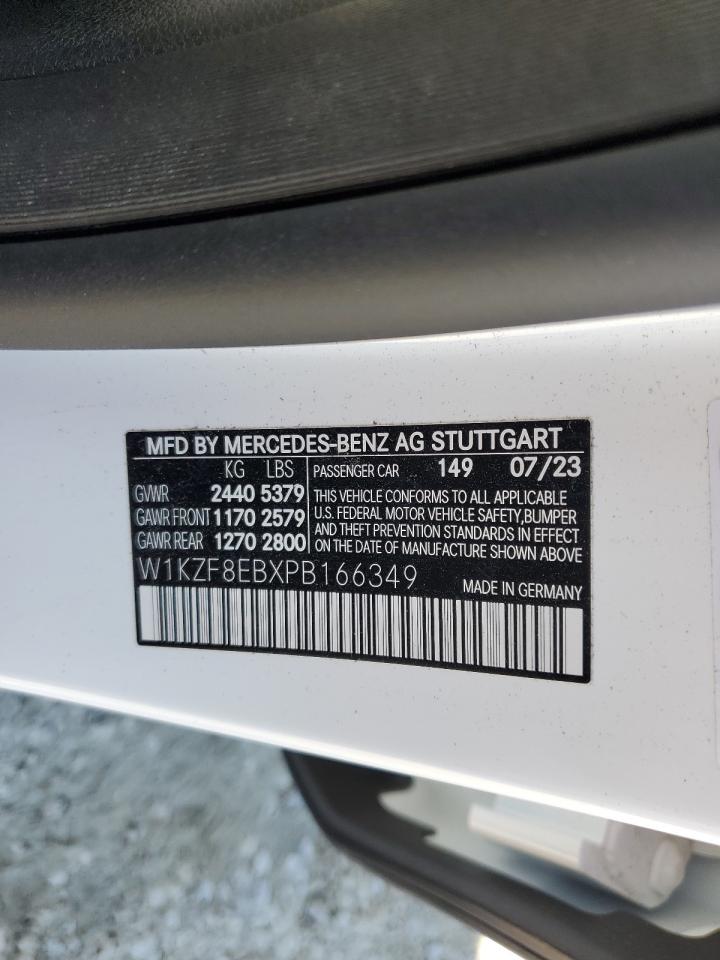 MFD BY MERCEDES-BENZ AG STUTTGART
KG LBS PASSENGER CAR 149 07/23
GVWR 2440 5379
GAWR FRONT 1170 2579
GAWR REAR 1270 2800
THIS VEHICLE CONFORMS TO ALL APPLICABLE
U.S. FEDERAL MOTOR VEHICLE SAFETY,BUMPER
AND THEFT PREVENTION STANDARDS IN EFFECT
ON THE DATE OF MANUFACTURE SHOWN ABOVE
W1KZF8EBXPB166349 MADE IN GERMANY